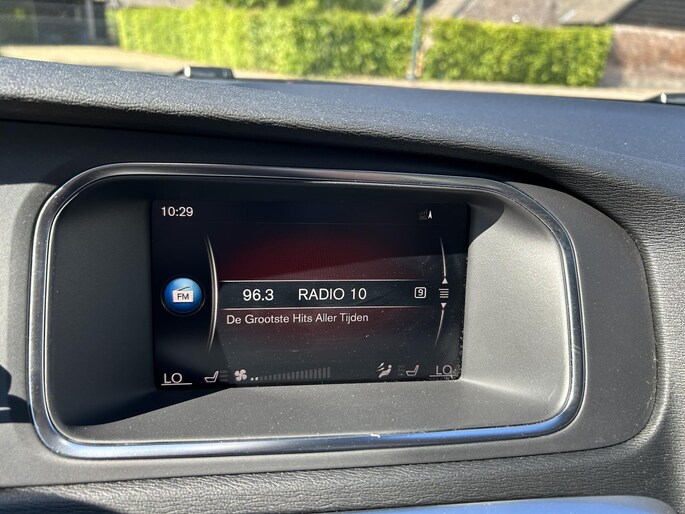 10:29
FM
96.3 RADIO 10 9
De Grootste Hits Aller Tijden
LO LO